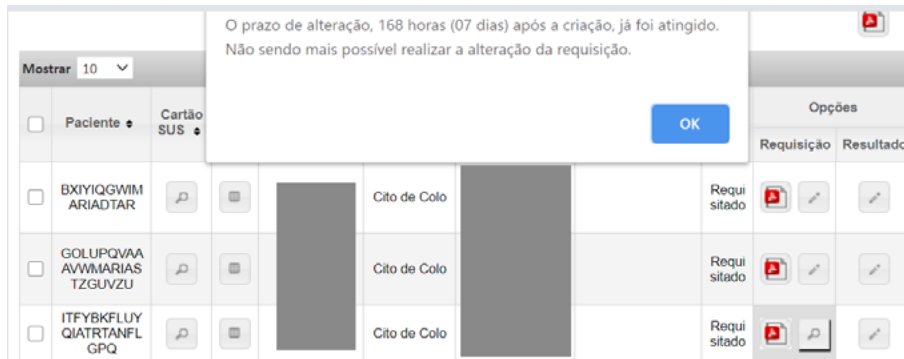 O prazo de alteração, 168 horas (07 dias) após a criação, já foi atingido.
Não sendo mais possível realizar a alteração da requisição.
OK
Mostrar 10
Paciente
Cartão
SUS
Opções
Requisição Resultado
BXIYIQGWIM
ARIADTAR
Cito de Colo
Requi
sitado
GOLUPQVAA
AVWMARIAS
TZGUVZU
Cito de Colo
Requi
sitado
ITFYBKFLUY
QIATRTANFL
GPQ
Cito de Colo
Requi
sitado